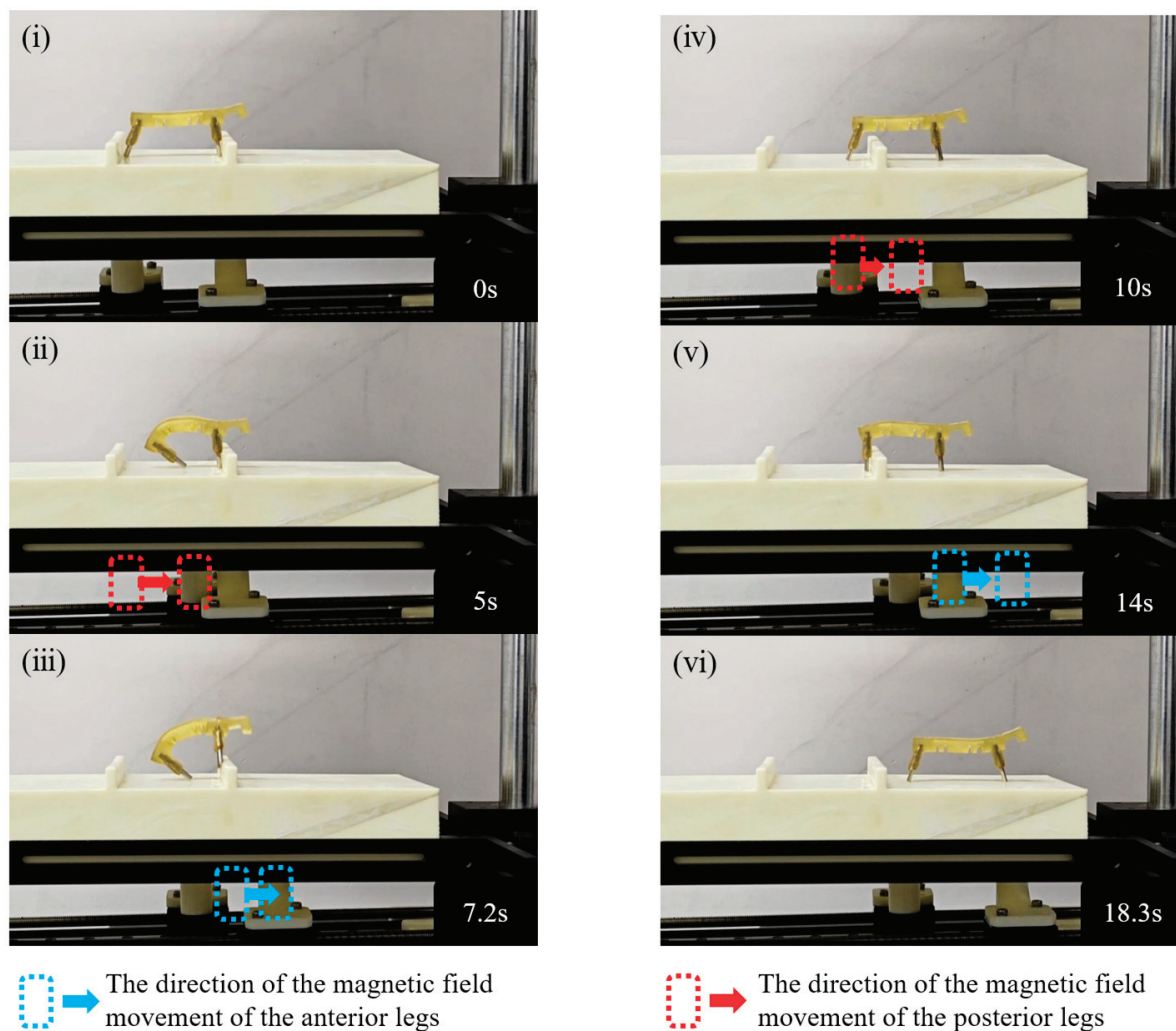 (i)
0s
(ii)
5s
(iii)
7.2s
(iv)
10s
(v)
14s
(vi)
18.3s
The direction of the magnetic field
movement of the anterior legs
The direction of the magnetic field
movement of the posterior legs